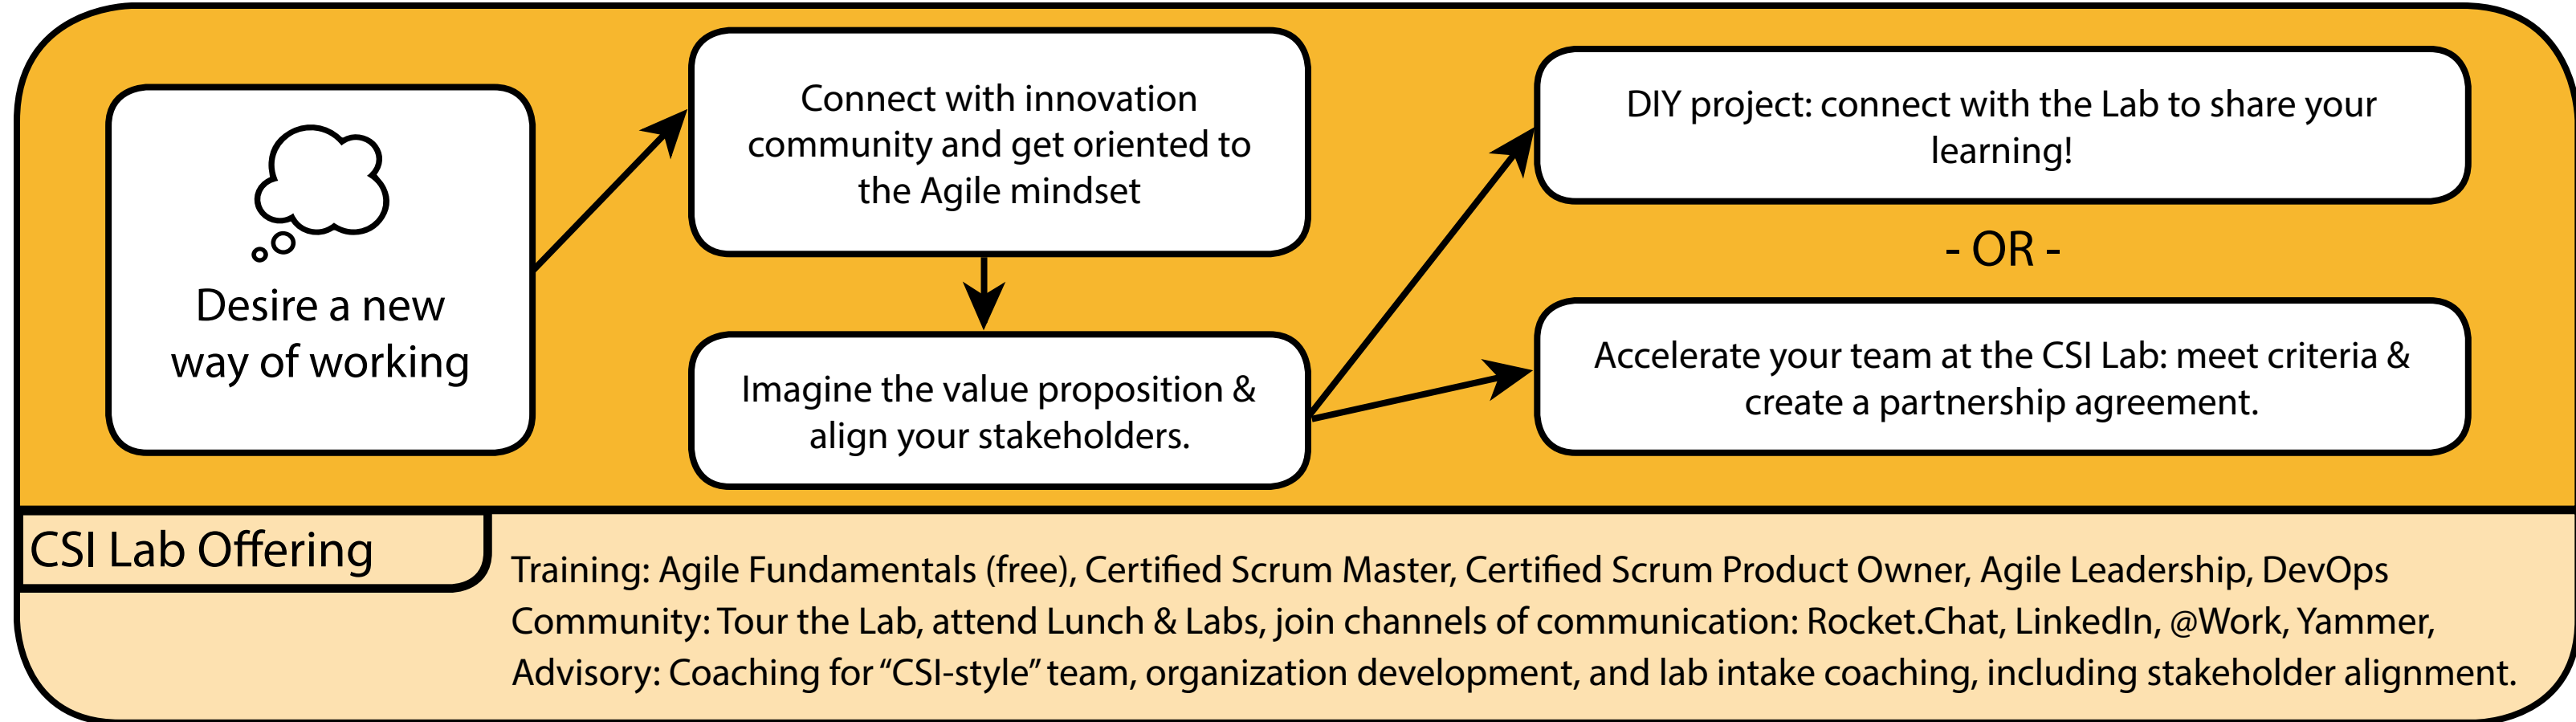 Desire a new
way of working
Connect with innovation
community and get oriented to
the Agile mindset
Imagine the value proposition &
align your stakeholders.
DIY project: connect with the Lab to share your
learning!
- OR -
Accelerate your team at the CSI Lab: meet criteria &
create a partnership agreement.
CSI Lab Offering
Training: Agile Fundamentals (free), Certified Scrum Master, Certified Scrum Product Owner, Agile Leadership, DevOps
Community: Tour the Lab, attend Lunch & Labs, join channels of communication: Rocket.Chat, LinkedIn, @Work, Yammer,
Advisory: Coaching for “CSI-style” team, organization development, and lab intake coaching, including stakeholder alignment.